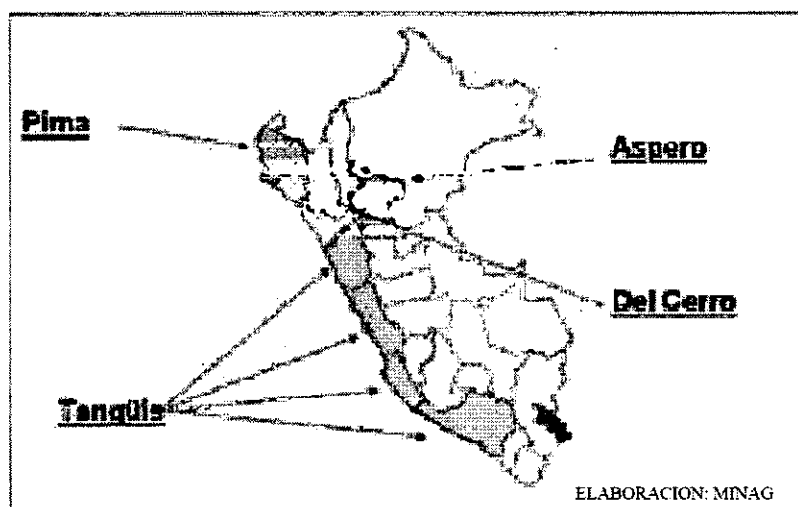 Pima
Aspero
Del Cerro
Tangüis
ELABORACION: MINAG